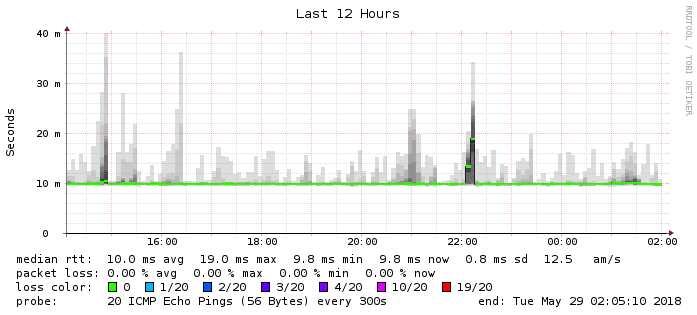 Last 12 Hours
RRDTOOL / TOBI OETIKER
Seconds
40 m
30 m
20 m
10 m
0
16:00 18:00 20:00 22:00 00:00 02:00
median rtt: 10.0 ms avg 19.0 ms max 9.8 ms min 9.8 ms now 0.8 ms sd 12.5 am/s
packet loss: 0.00 % avg 0.00 % max 0.00 % min 0.00 % now
loss color: 0 1/20 2/20 3/20 4/20 10/20 19/20
probe: 20 ICMP Echo Pings (56 Bytes) every 300s end: Tue May 29 02:05:10 2018